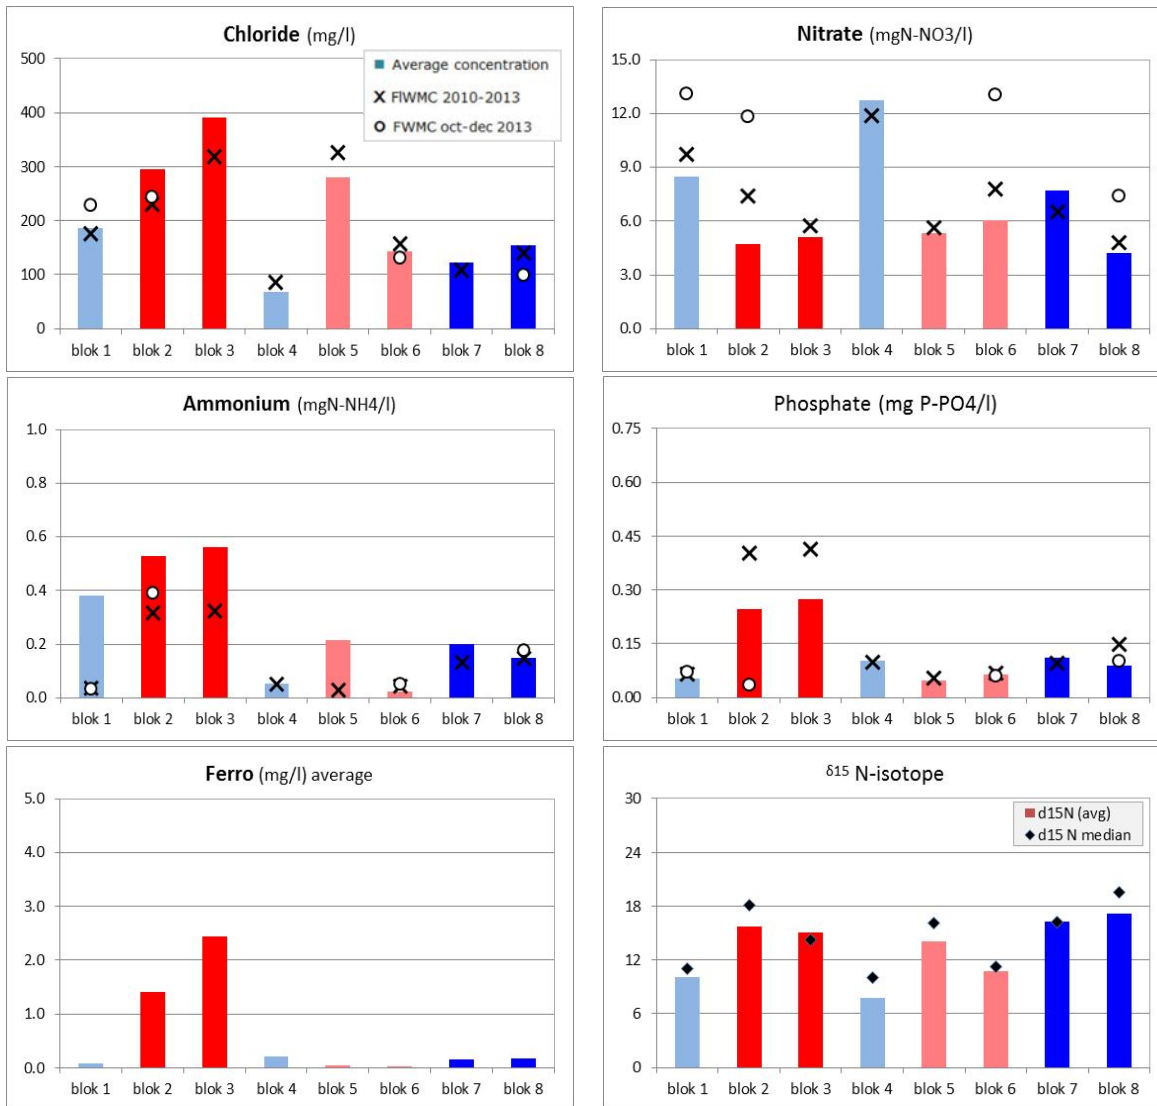 Chloride (mg/l)
500
400
300
200
100
0
Average concentration
FlWMC 2010-2013
FWMC oct-dec 2013
blok 1 blok 2 blok 3 blok 4 blok 5 blok 6 blok 7 blok 8
Nitrate (mgN-NO3/l)
15.0
12.0
9.0
6.0
3.0
0.0
blok 1 blok 2 blok 3 blok 4 blok 5 blok 6 blok 7 blok 8
Ammonium (mgN-NH4/l)
1.0
0.8
0.6
0.4
0.2
0.0
blok 1 blok 2 blok 3 blok 4 blok 5 blok 6 blok 7 blok 8
Phosphate (mg P-PO4/l)
0.75
0.60
0.45
0.30
0.15
0.00
blok 1 blok 2 blok 3 blok 4 blok 5 blok 6 blok 7 blok 8
Ferro (mg/l) average
5.0
4.0
3.0
2.0
1.0
0.0
blok 1 blok 2 blok 3 blok 4 blok 5 blok 6 blok 7 blok 8
δ15 N-isotope
30
24
18
12
6
0
d15N (avg)
d15 N median
blok 1 blok 2 blok 3 blok 4 blok 5 blok 6 blok 7 blok 8